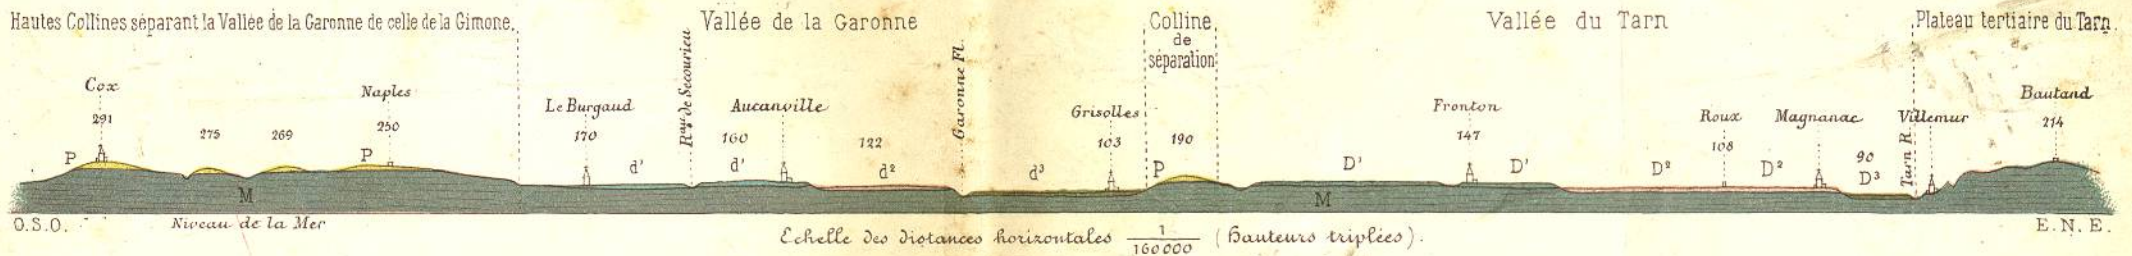 Hautes Collines séparant la Vallée de la Garonne de celle de la Gimone.
Vallée de la Garonne
Colline
de
séparation
Vallée du Tarn
Plateau tertiaire du Tarn.
Cox
291
275
269
Naples
250
Le Burgaud
170
Rau de Secourieu
Aucanville
160
122
Garonne Fl.
Grisolles
103
190
Fronton
147
Roux
108
Magnanac
90
Villemur
Tarn R.
Bautand
214
P
P
d'
d'
d²
d³
P
D'
D'
D²
D²
D³
M
M
O.S.O.
Niveau de la Mer
Echelle des distances horizontales 1/160000 (hauteurs triplées).
E.N.E.